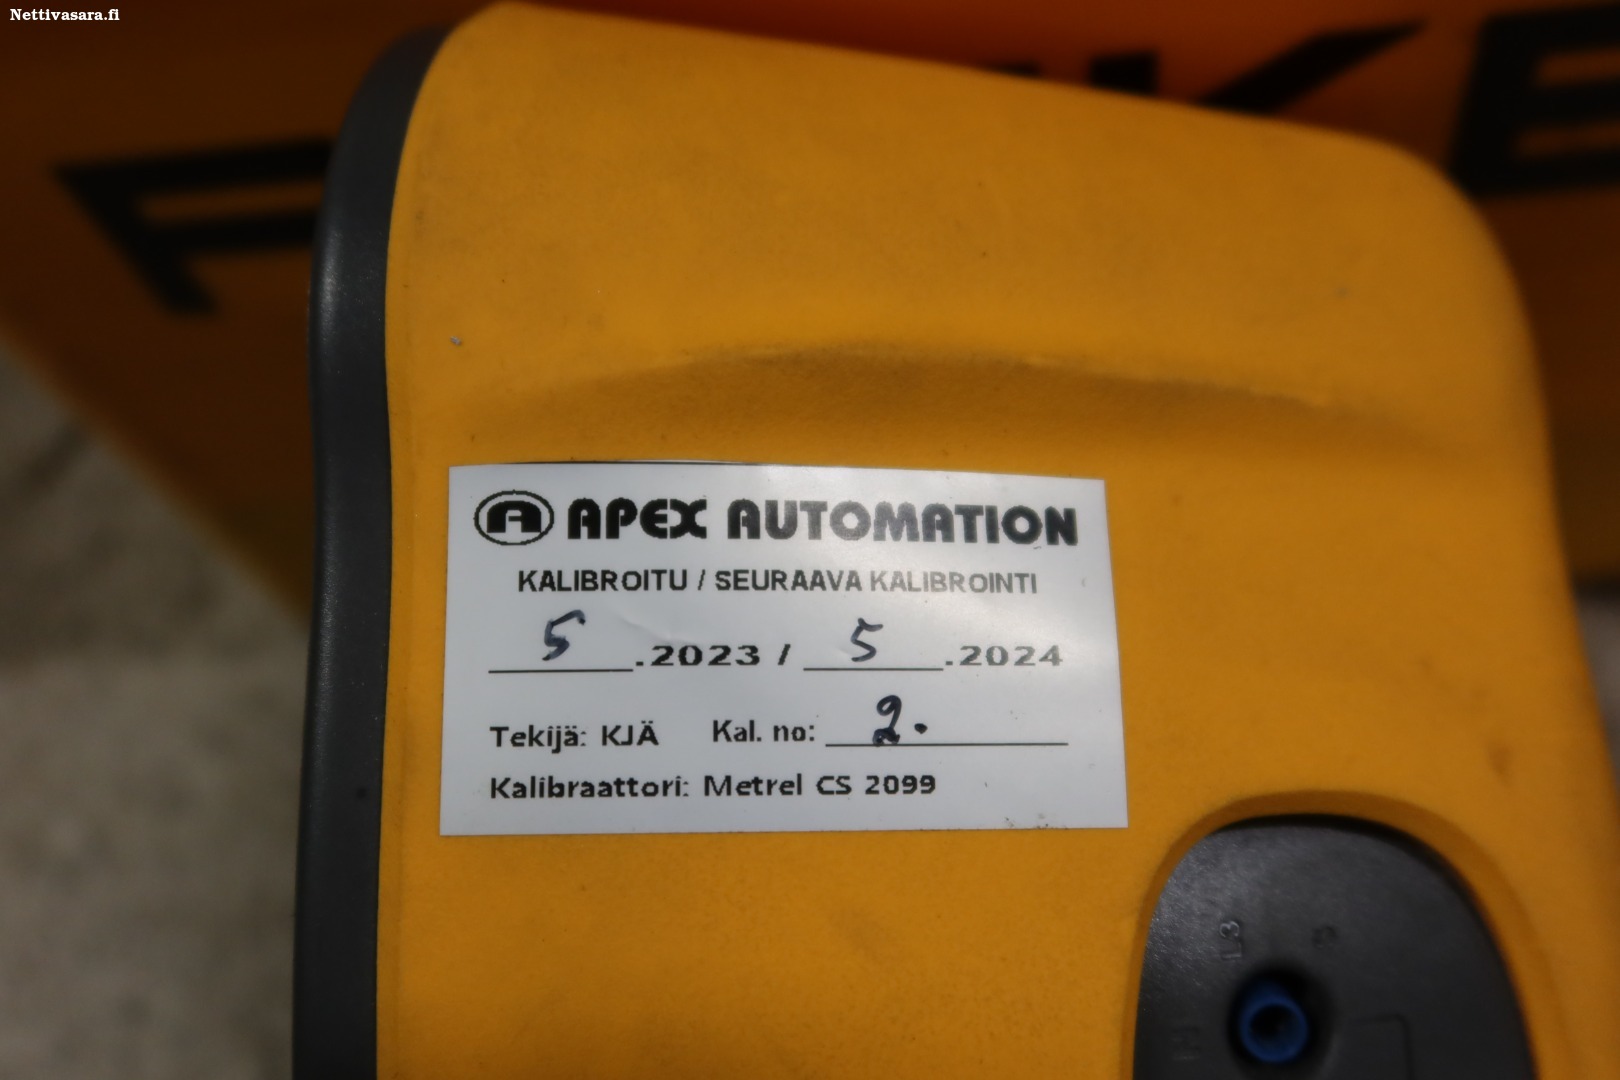 Nettivasara.fi
APEX AUTOMATION
KALIBROITU / SEURAAVA KALIBROINTI
5.2023 / 5.2024
Tekijä: KJÄ Kal. no: 2.
Kalibraattori: Metrel CS 2099
L3